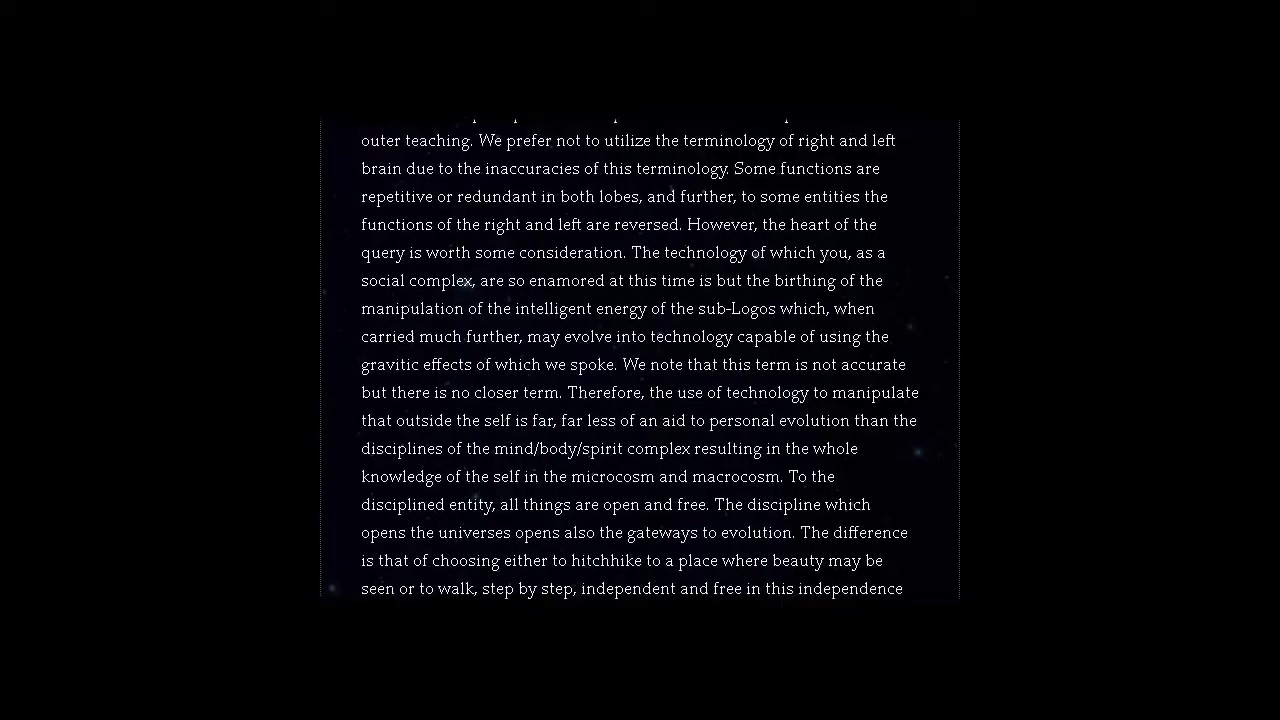 outer teaching. We prefer not to utilize the terminology of right and left
brain due to the inaccuracies of this terminology. Some functions are
repetitive or redundant in both lobes, and further, to some entities the
functions of the right and left are reversed. However, the heart of the
query is worth some consideration. The technology of which you, as a
social complex, are so enamored at this time is but the birthing of the
manipulation of the intelligent energy of the sub-Logos which, when
carried much further, may evolve into technology capable of using the
gravitic effects of which we spoke. We note that this term is not accurate
but there is no closer term. Therefore, the use of technology to manipulate
that outside the self is far, far less of an aid to personal evolution than the
disciplines of the mind/body/spirit complex resulting in the whole
knowledge of the self in the microcosm and macrocosm. To the
disciplined entity, all things are open and free. The discipline which
opens the universes opens also the gateways to evolution. The difference
is that of choosing either to hitchhike to a place where beauty may be
seen or to walk, step by step, independent and free in this independence